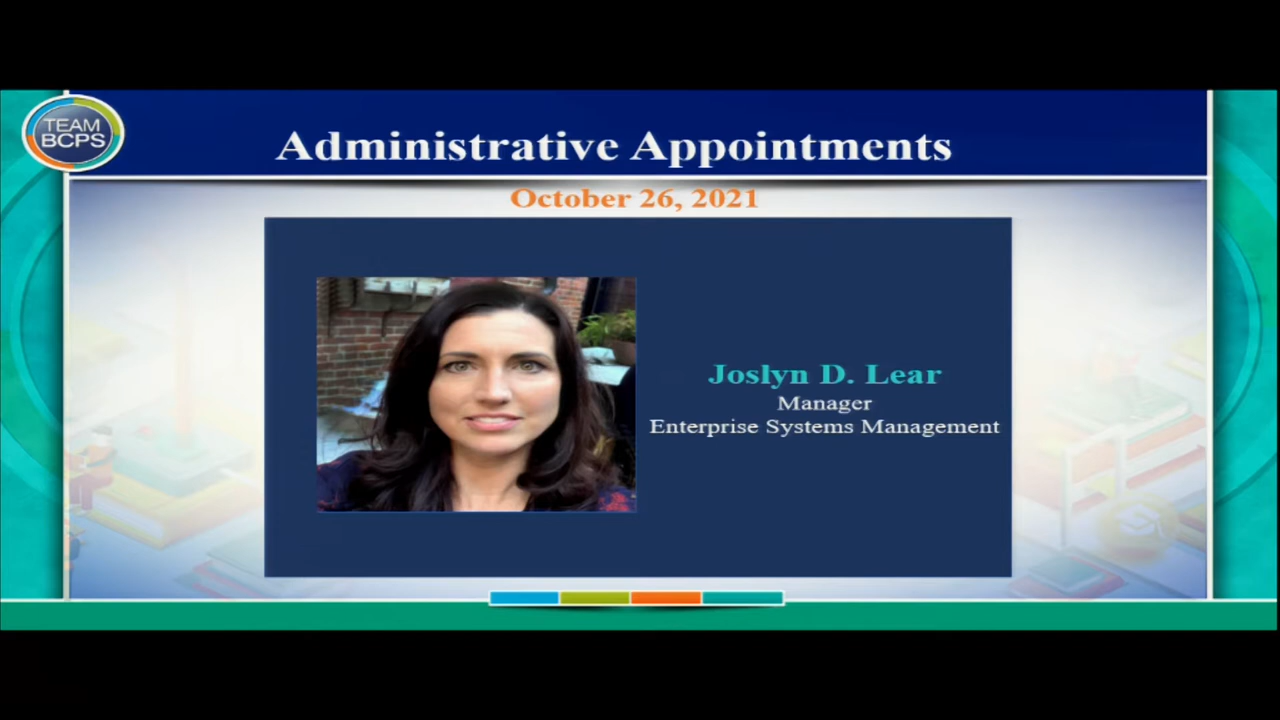 TEAM
BCPS
Administrative Appointments
October 26, 2021
Joslyn D. Lear
Manager
Enterprise Systems Management